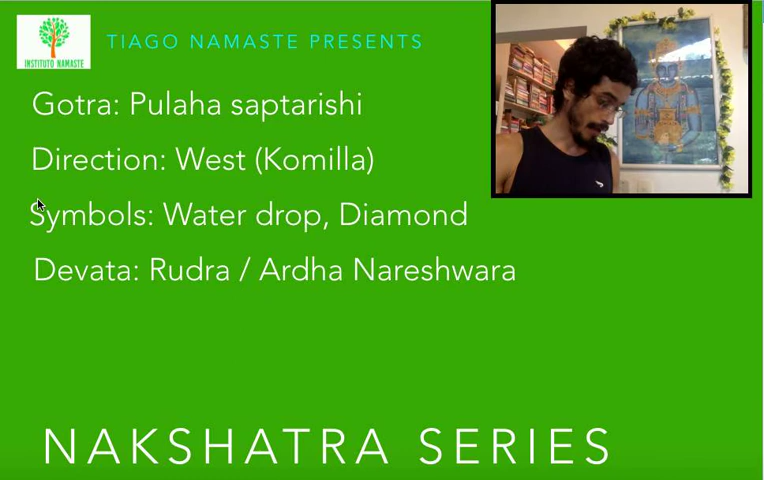 INSTITUTO NAMASTE
TIAGO NAMASTE PRESENTS
Gotra: Pulaha saptarishi
Direction: West (Komilla)
Symbols: Water drop, Diamond
Devata: Rudra / Ardha Nareshwara
NAKSHATRA SERIES